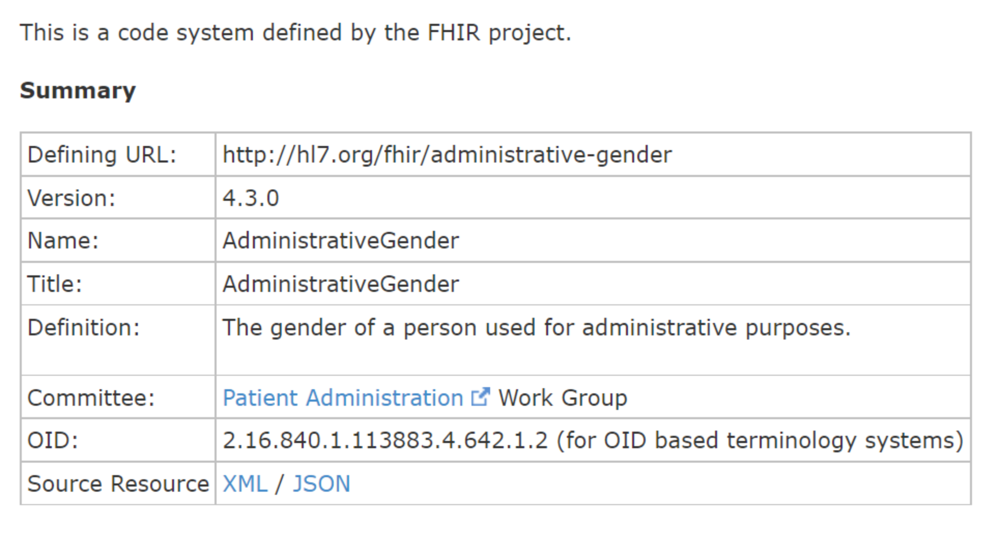 This is a code system defined by the FHIR project.
Summary
Defining URL: http://hl7.org/fhir/administrative-gender
Version: 4.3.0
Name: AdministrativeGender
Title: AdministrativeGender
Definition: The gender of a person used for administrative purposes.
Committee: Patient Administration Work Group
OID: 2.16.840.1.113883.4.642.1.2 (for OID based terminology systems)
Source Resource XML / JSON